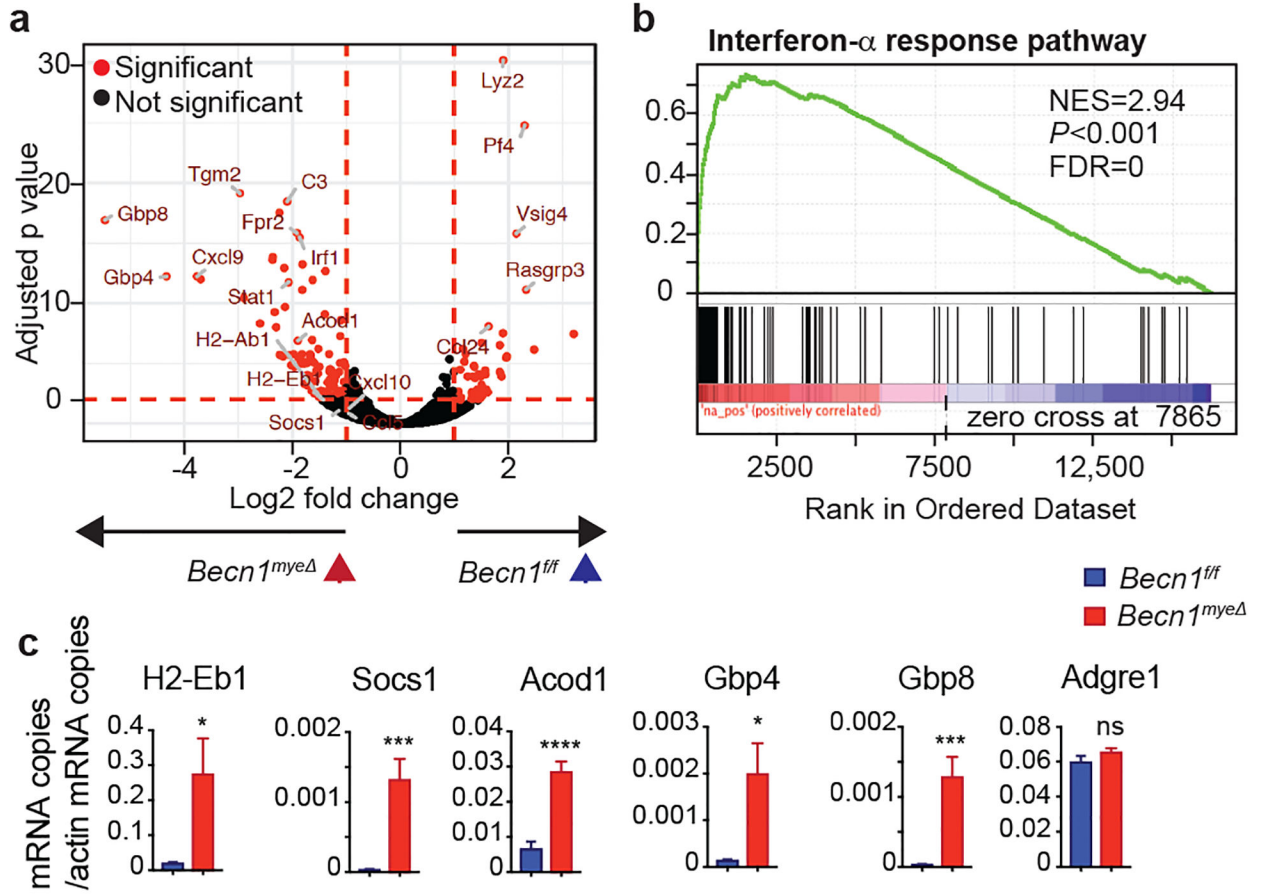 a
Significant
Not significant
Adjusted p value
30
20
10
0
Lyz2
Pf4
Tgm2
C3
Gbp8
Fpr2
Vsig4
Gbp4
Cxcl9
Irf1
Rasgrp3
Stat1
H2-Ab1
Acod1
Col24
H2-Eb1
Cxcl10
Socs1
Ccl5
-4 -2 0 2
Log2 fold change
Becn1myeΔ
Becn1f/f
b
Interferon-α response pathway
NES=2.94
P<0.001
FDR=0
0.6
0.4
0.2
0
'na_pos' (positively correlated)
zero cross at 7865
2500 7500 12,500
Rank in Ordered Dataset
Becn1f/f
Becn1myeΔ
c
mRNA copies
/actin mRNA copies
H2-Eb1
0.4
0.3
0.2
0.1
0
*
Socs1
0.002
0.001
0
***
Acod1
0.04
0.03
0.02
0.01
0
****
Gbp4
0.003
0.002
0.001
0
*
Gbp8
0.002
0.001
0
***
Adgre1
0.08
0.06
0.04
0.02
0
ns